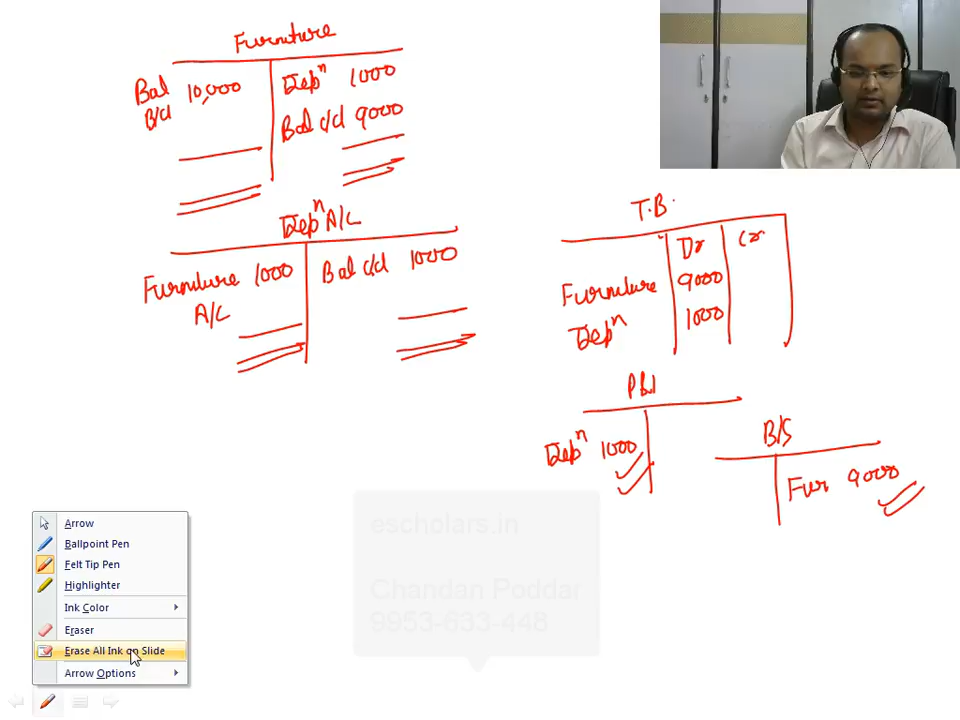 Furniture
Bal 10,000 Depⁿ 1000
B/d Bal c/d 9000
Depⁿ A/C
Furniture 1000 Bal c/d 1000
A/C
T.B.
Dr Cr
Furniture 9000
Depⁿ 1000
P&L
Depⁿ 1000
B/S
Fur 9000
escholars.in
Chandan Poddar
9953-633-448
Arrow
Ballpoint Pen
Felt Tip Pen
Highlighter
Ink Color
Eraser
Erase All Ink on Slide
Arrow Options